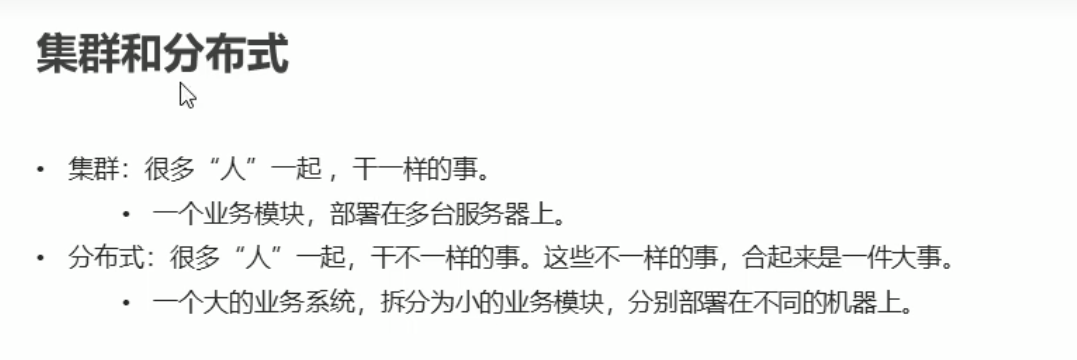 集群和分布式
• 集群：很多“人”一起 ，干一样的事。
• 一个业务模块，部署在多台服务器上。
• 分布式：很多“人”一起，干不一样的事。这些不一样的事，合起来是一件大事。
• 一个大的业务系统，拆分为小的业务模块，分别部署在不同的机器上。